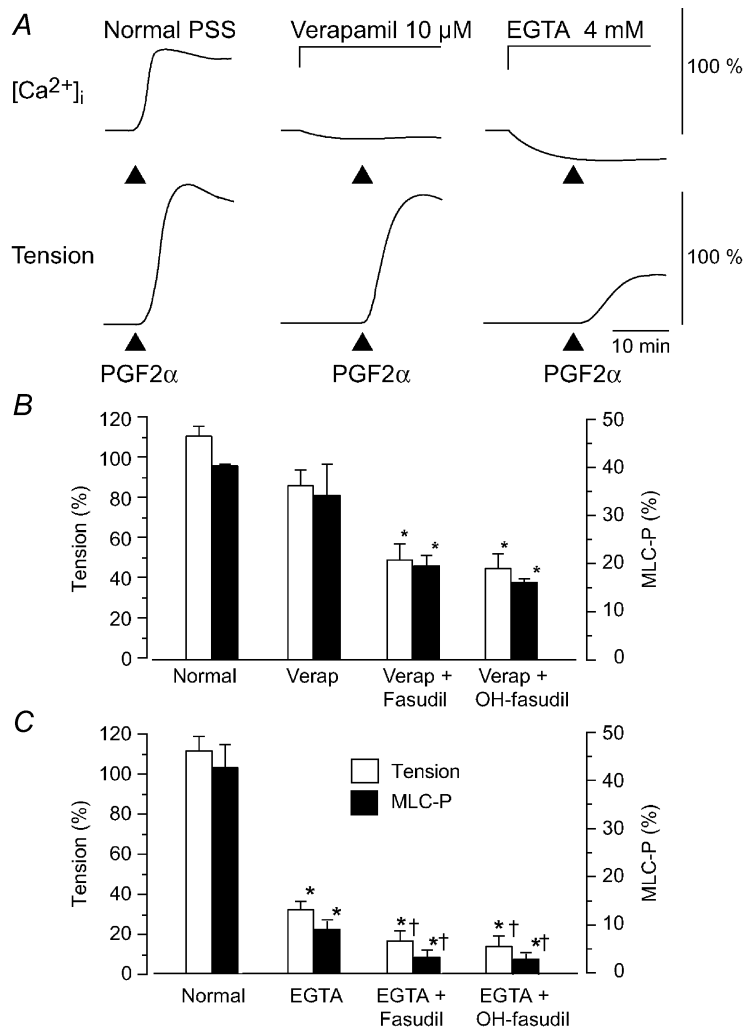 A
Normal PSS
Verapamil 10 µM
EGTA 4 mM
[Ca2+]i
100 %
Tension
100 %
10 min
PGF2α
PGF2α
PGF2α
B
Tension (%)
120
100
80
60
40
20
0
50
40
30
20
10
0
MLC-P (%)
* * * *
Normal
Verap
Verap + Fasudil
Verap + OH-fasudil
C
Tension (%)
120
100
80
60
40
20
0
50
40
30
20
10
0
MLC-P (%)
Tension
MLC-P
* * *† *† *† *†
Normal
EGTA
EGTA + Fasudil
EGTA + OH-fasudil